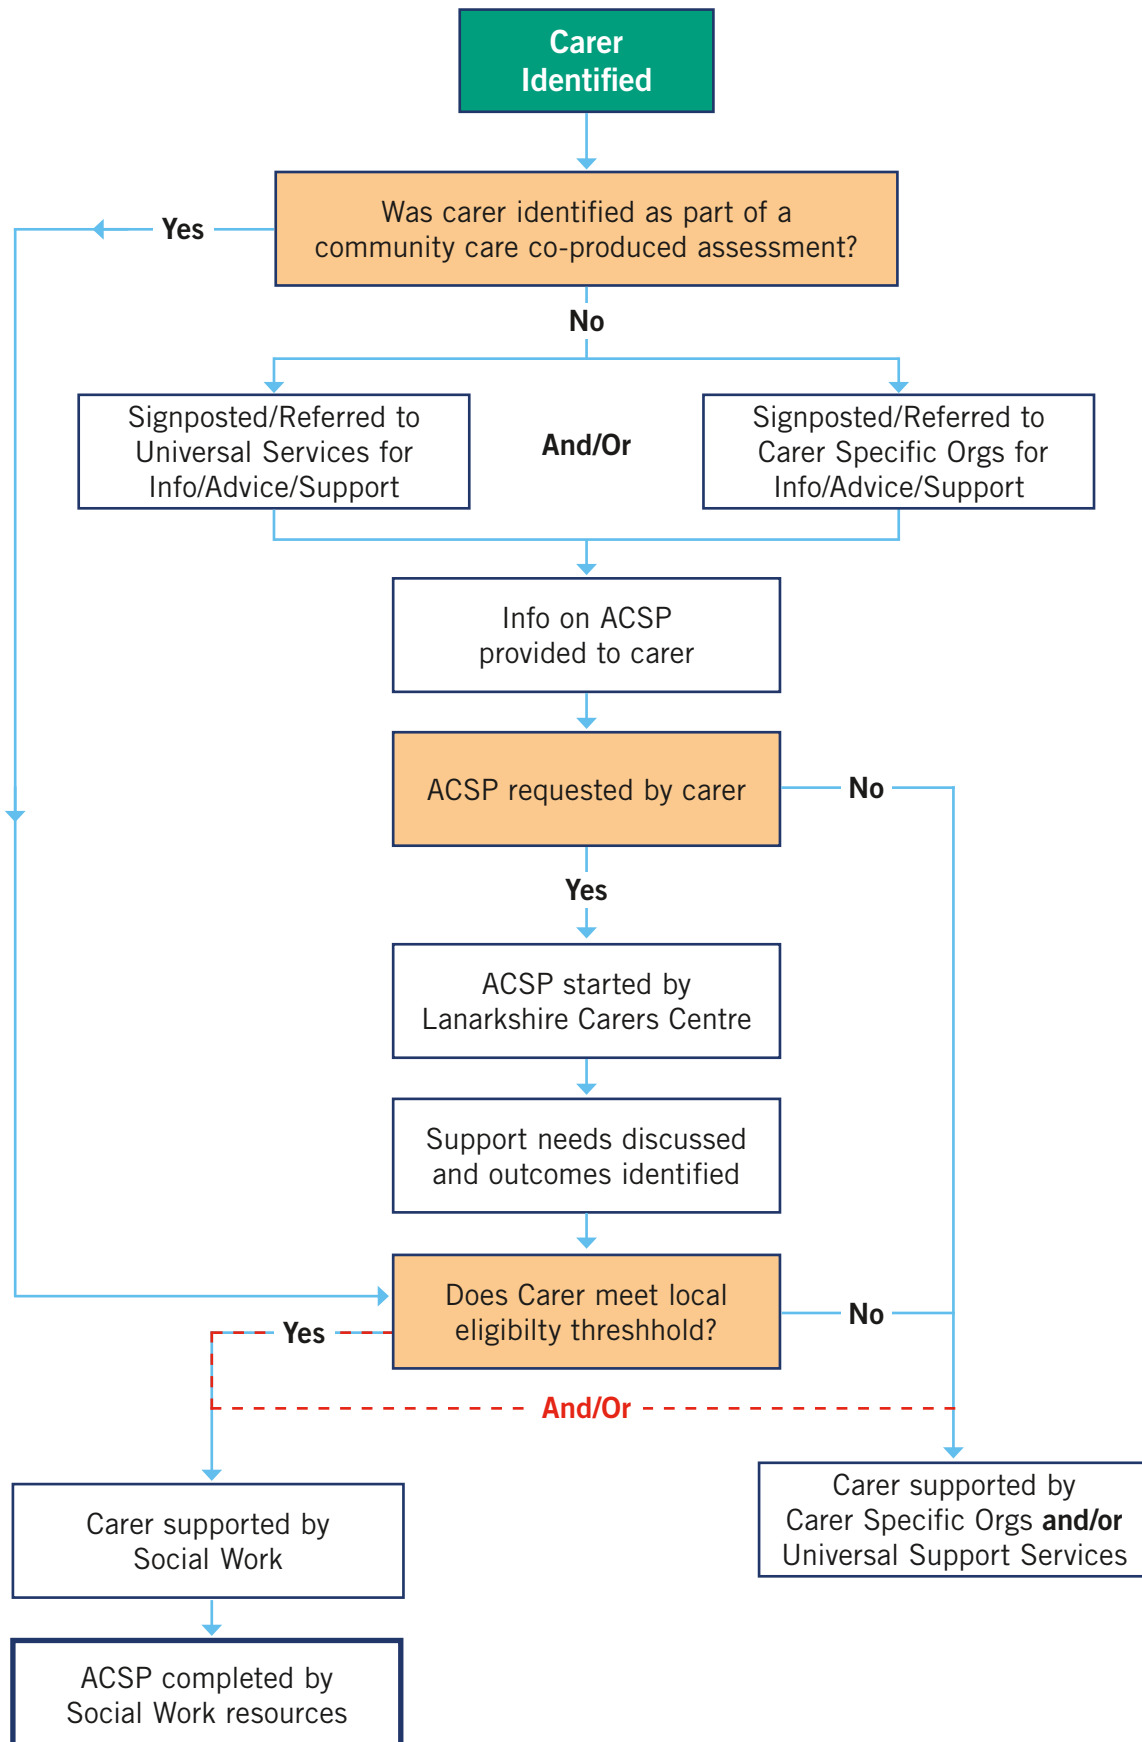 Carer
Identified
Was carer identified as part of a
community care co-produced assessment?
Yes
No
Signposted/Referred to
Universal Services for
Info/Advice/Support
And/Or
Signposted/Referred to
Carer Specific Orgs for
Info/Advice/Support
Info on ACSP
provided to carer
ACSP requested by carer
No
Yes
ACSP started by
Lanarkshire Carers Centre
Support needs discussed
and outcomes identified
Does Carer meet local
eligibilty threshhold?
No
Yes
And/Or
Carer supported by
Social Work
Carer supported by
Carer Specific Orgs and/or
Universal Support Services
ACSP completed by
Social Work resources